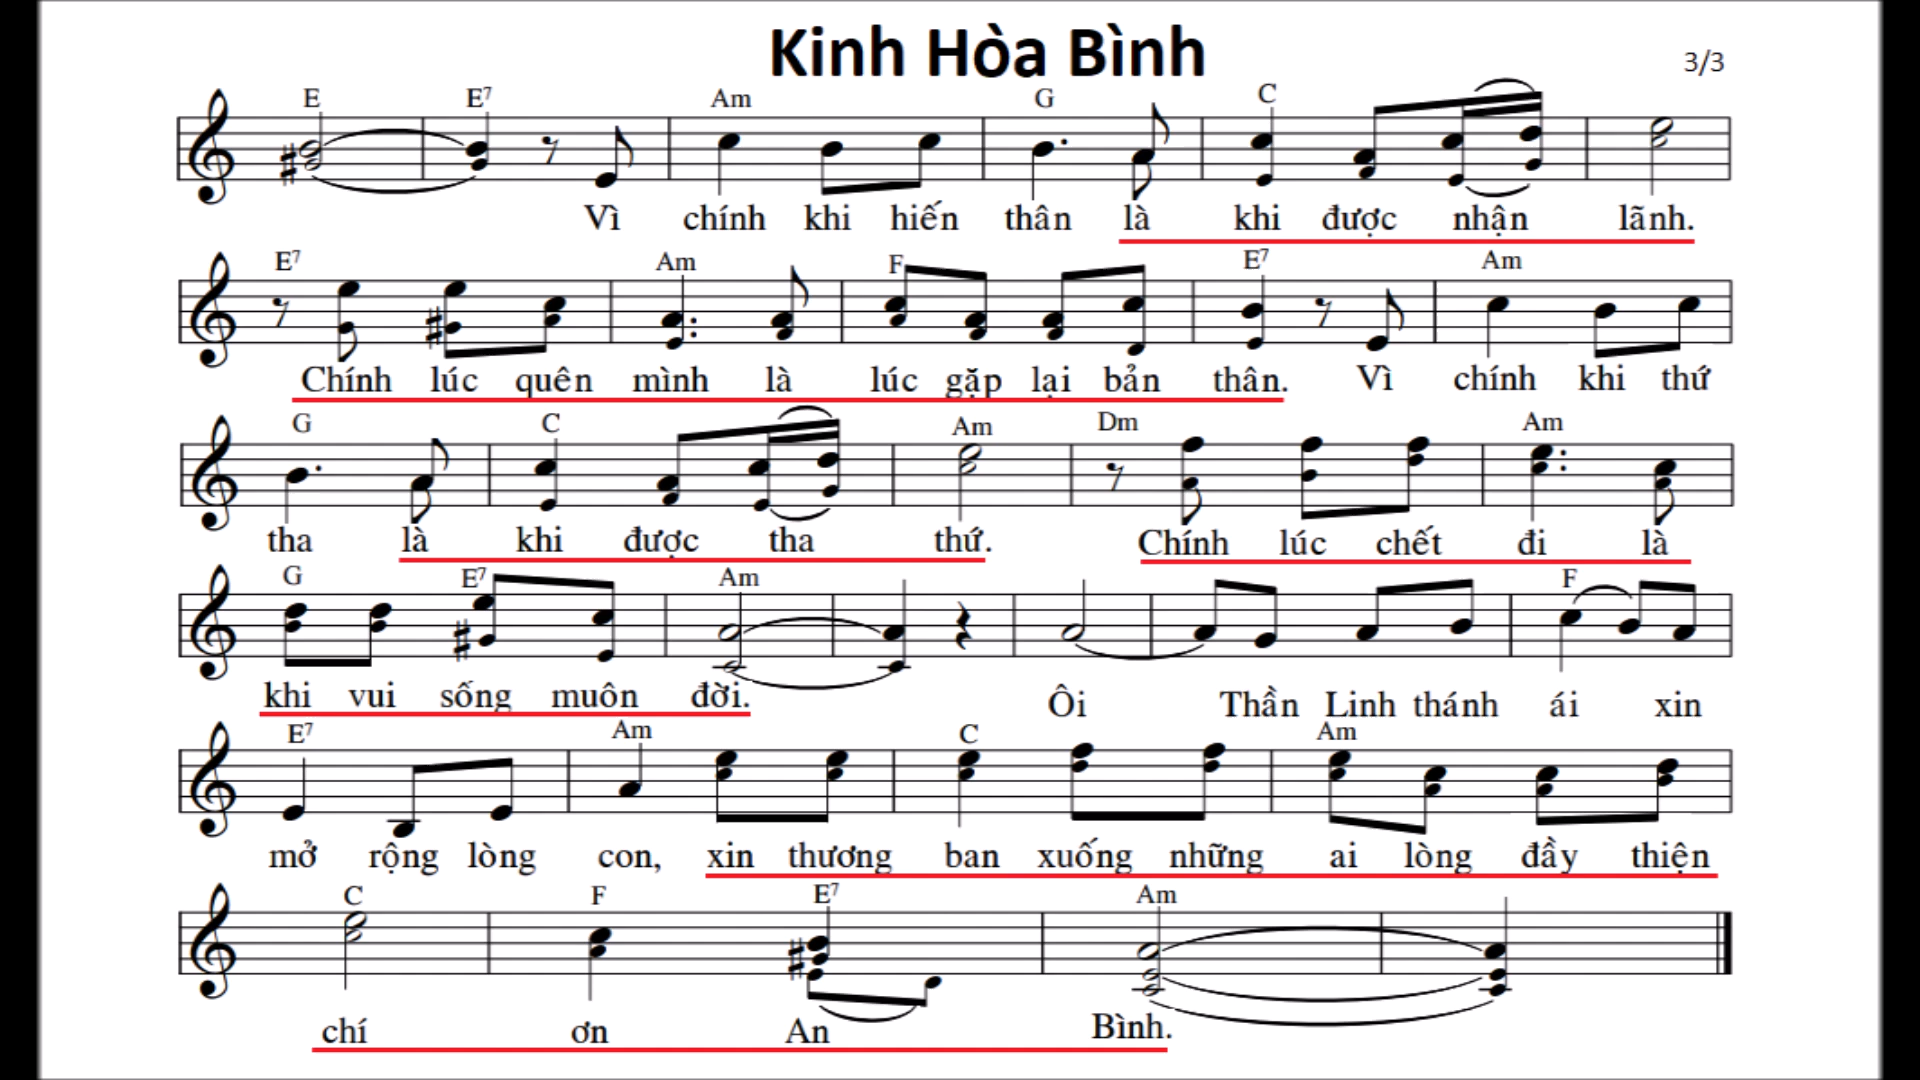 Kinh Hòa Bình
3/3
E E7 Am G C
Vì chính khi hiến thân là khi được nhận lãnh.
E7 Am F E7 Am
Chính lúc quên mình là lúc gặp lại bản thân. Vì chính khi thứ
G C Am Dm Am
tha là khi được tha thứ. Chính lúc chết đi là
G E7 Am F
khi vui sống muôn đời. Ôi Thần Linh thánh ái xin
E7 Am C Am
mở rộng lòng con, xin thương ban xuống những ai lòng đầy thiện
C F E7 Am
chí ơn An Bình.